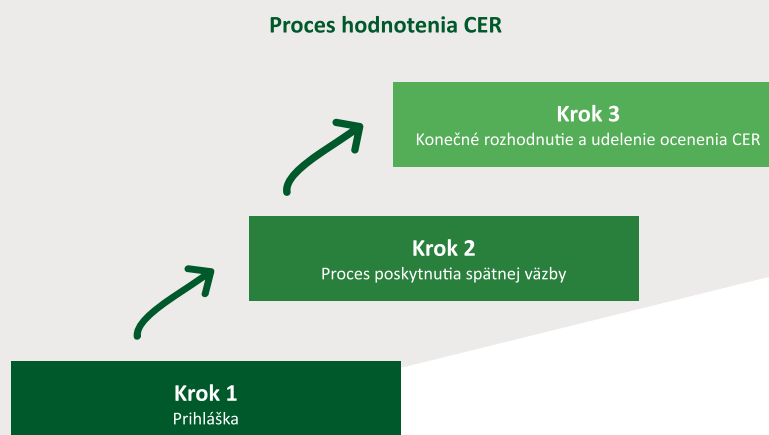 Proces hodnotenia CER
Krok 3
Konečné rozhodnutie a udelenie ocenenia CER
Krok 2
Proces poskytnutia spätnej väzby
Krok 1
Prihláška